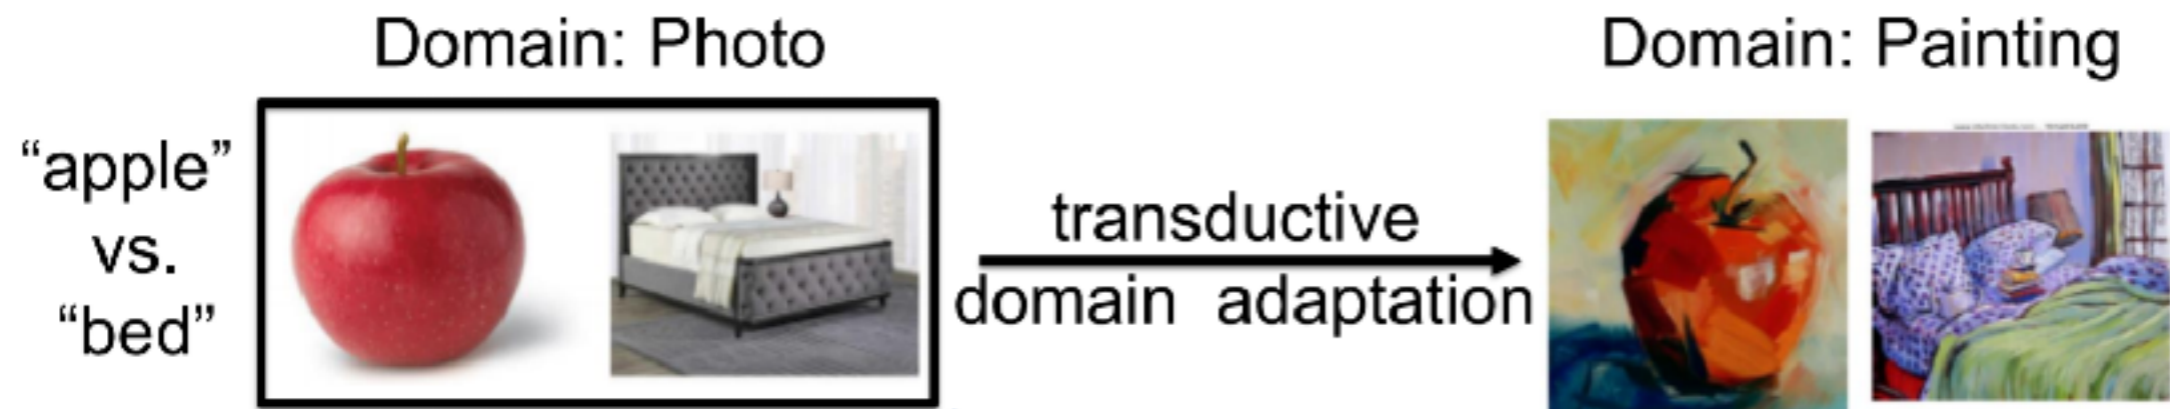 Domain: Photo
Domain: Painting
“apple”
vs.
“bed”
transductive
domain adaptation